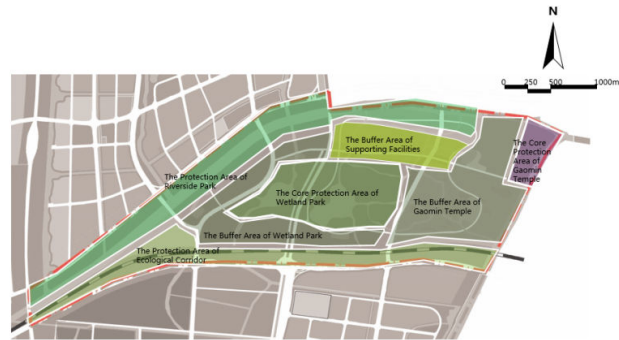 N
0 250 500 1000m
The Buffer Area of
Supporting Facilities
The Core
Protection
Area of
Gaomin
Temple
The Protection Area of
Riverside Park
The Core Protection Area of
Wetland Park
The Buffer Area of
Gaomin Temple
The Buffer Area of Wetland Park
The Protection Area of
Ecological Corridor